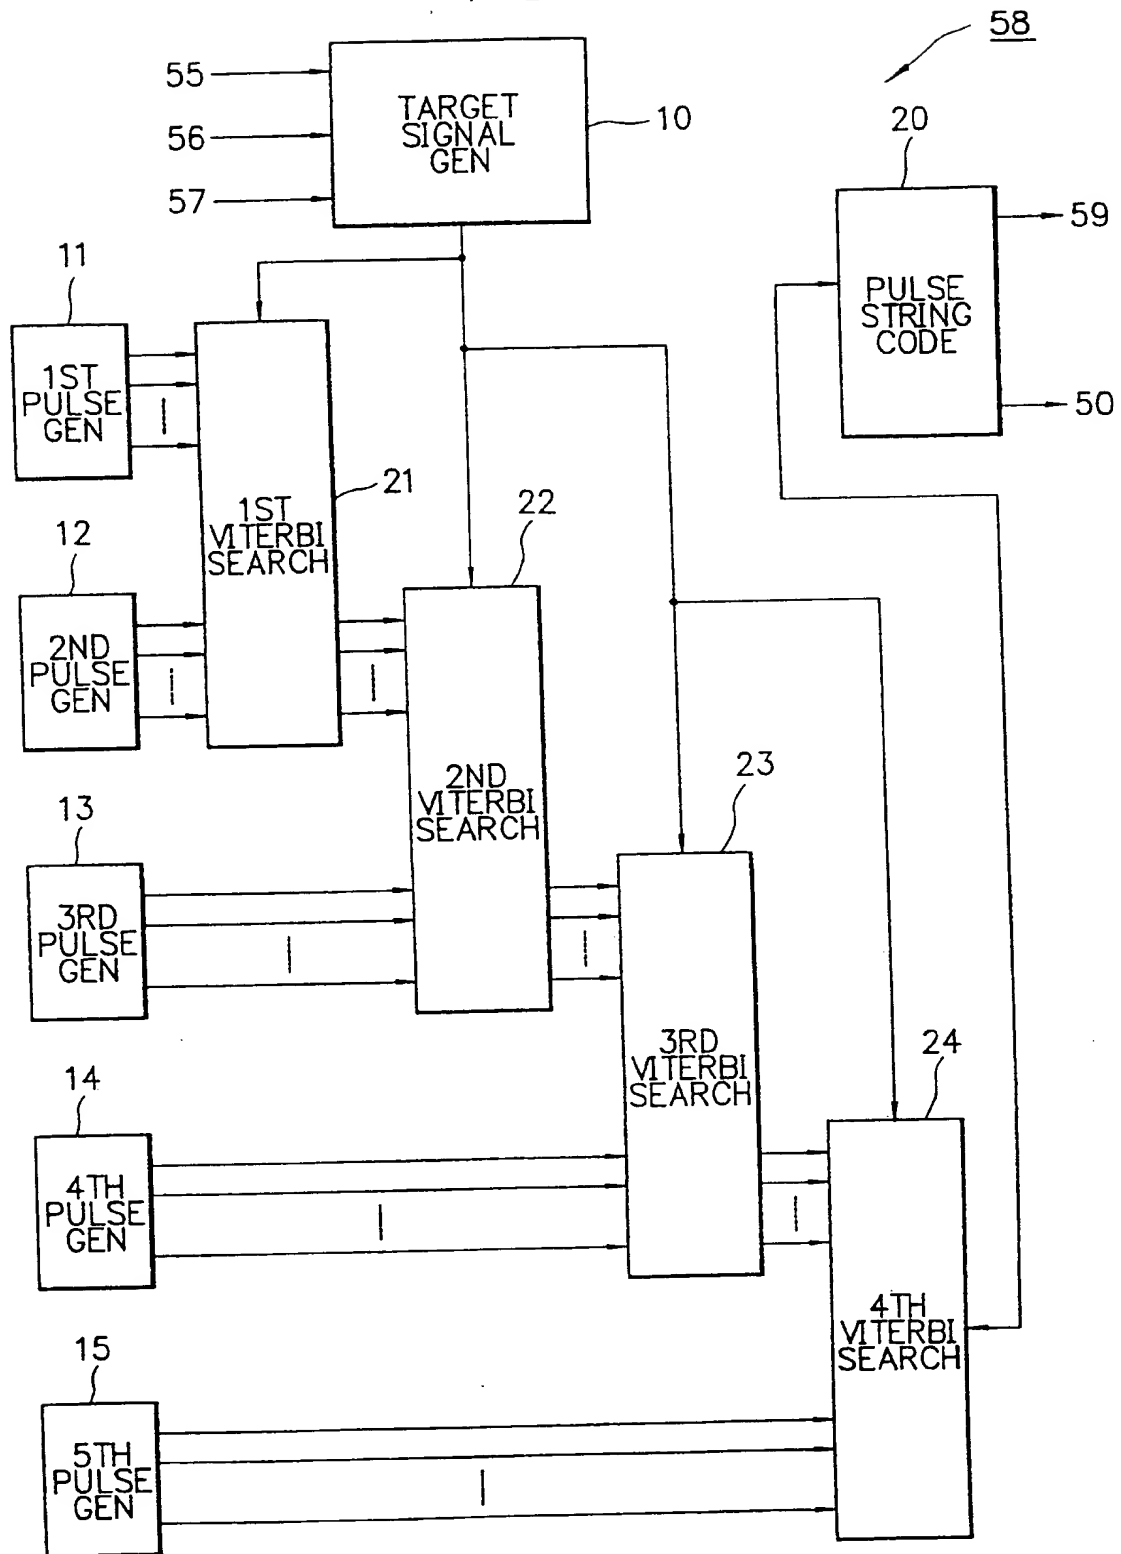 58
55
56
57
TARGET
SIGNAL
GEN
10
20
PULSE
STRING
CODE
59
50
11
1ST
PULSE
GEN
1ST
VITERBI
SEARCH
21
12
2ND
PULSE
GEN
22
2ND
VITERBI
SEARCH
13
3RD
PULSE
GEN
23
3RD
VITERBI
SEARCH
14
4TH
PULSE
GEN
24
4TH
VITERBI
SEARCH
15
5TH
PULSE
GEN